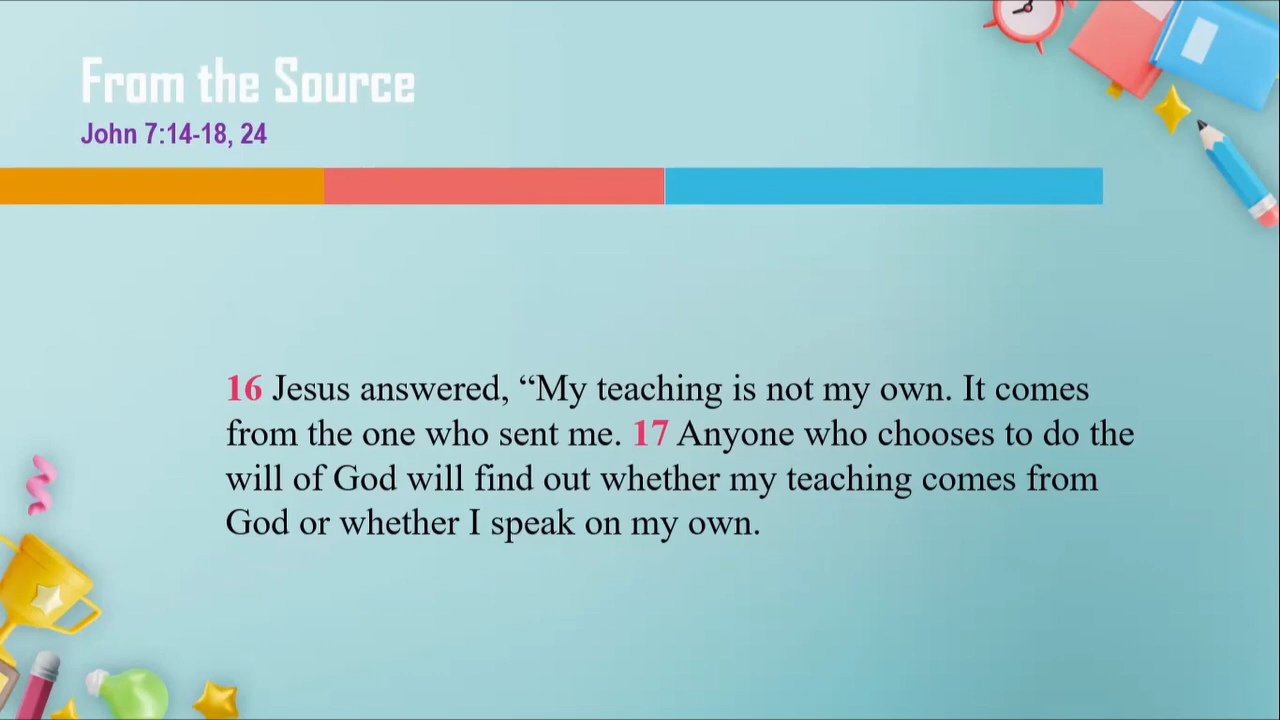 From the Source
John 7:14-18, 24
16 Jesus answered, “My teaching is not my own. It comes
from the one who sent me. 17 Anyone who chooses to do the
will of God will find out whether my teaching comes from
God or whether I speak on my own.